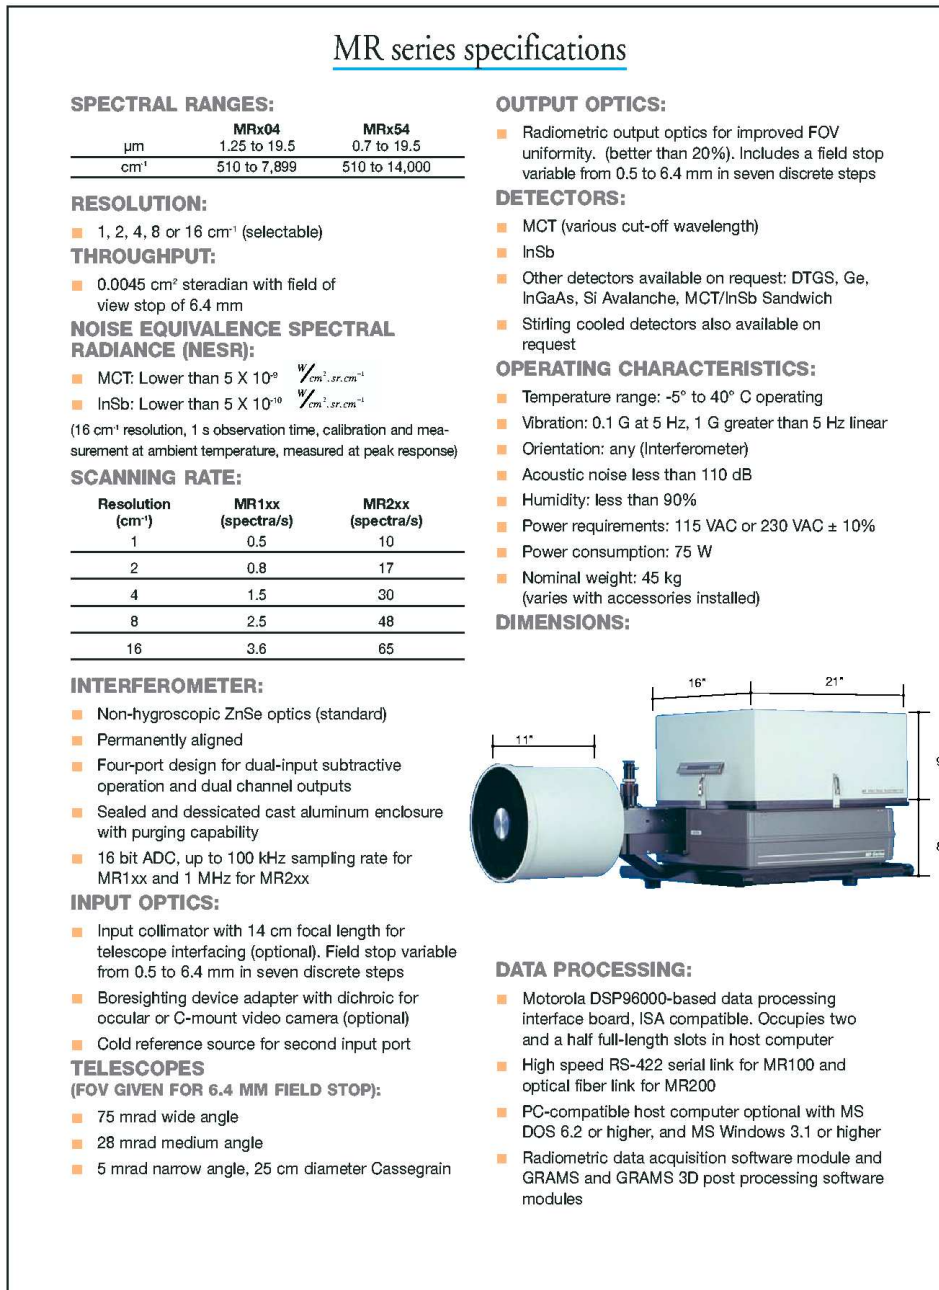 MR series specifications
SPECTRAL RANGES:
MRx04 MRx54
µm 1.25 to 19.5 0.7 to 19.5
cm⁻¹ 510 to 7,899 510 to 14,000
RESOLUTION:
1, 2, 4, 8 or 16 cm⁻¹ (selectable)
THROUGHPUT:
0.0045 cm² steradian with field of
view stop of 6.4 mm
NOISE EQUIVALENCE SPECTRAL
RADIANCE (NESR):
MCT: Lower than 5 X 10⁻⁹ W/cm².sr.cm⁻¹
InSb: Lower than 5 X 10⁻¹⁰ W/cm².sr.cm⁻¹
(16 cm⁻¹ resolution, 1 s observation time, calibration and mea-
surement at ambient temperature, measured at peak response)
SCANNING RATE:
Resolution MR1xx MR2xx
(cm⁻¹) (spectra/s) (spectra/s)
1 0.5 10
2 0.8 17
4 1.5 30
8 2.5 48
16 3.6 65
INTERFEROMETER:
Non-hygroscopic ZnSe optics (standard)
Permanently aligned
Four-port design for dual-input subtractive
operation and dual channel outputs
Sealed and dessicated cast aluminum enclosure
with purging capability
16 bit ADC, up to 100 kHz sampling rate for
MR1xx and 1 MHz for MR2xx
INPUT OPTICS:
Input collimator with 14 cm focal length for
telescope interfacing (optional). Field stop variable
from 0.5 to 6.4 mm in seven discrete steps
Boresighting device adapter with dichroic for
occular or C-mount video camera (optional)
Cold reference source for second input port
TELESCOPES
(FOV GIVEN FOR 6.4 MM FIELD STOP):
75 mrad wide angle
28 mrad medium angle
5 mrad narrow angle, 25 cm diameter Cassegrain
OUTPUT OPTICS:
Radiometric output optics for improved FOV
uniformity. (better than 20%). Includes a field stop
variable from 0.5 to 6.4 mm in seven discrete steps
DETECTORS:
MCT (various cut-off wavelength)
InSb
Other detectors available on request: DTGS, Ge,
InGaAs, Si Avalanche, MCT/InSb Sandwich
Stirling cooled detectors also available on
request
OPERATING CHARACTERISTICS:
Temperature range: -5° to 40° C operating
Vibration: 0.1 G at 5 Hz, 1 G greater than 5 Hz linear
Orientation: any (Interferometer)
Acoustic noise less than 110 dB
Humidity: less than 90%
Power requirements: 115 VAC or 230 VAC ± 10%
Power consumption: 75 W
Nominal weight: 45 kg
(varies with accessories installed)
DIMENSIONS:
16" 21"
11"
9
8
DATA PROCESSING:
Motorola DSP96000-based data processing
interface board, ISA compatible. Occupies two
and a half full-length slots in host computer
High speed RS-422 serial link for MR100 and
optical fiber link for MR200
PC-compatible host computer optional with MS
DOS 6.2 or higher, and MS Windows 3.1 or higher
Radiometric data acquisition software module and
GRAMS and GRAMS 3D post processing software
modules